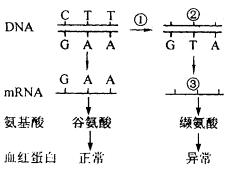 C T T
DNA ① ②
G A A G T A
G A A
mRNA ③
氨基酸 谷氨酸 缬氨酸
血红蛋白 正常 异常